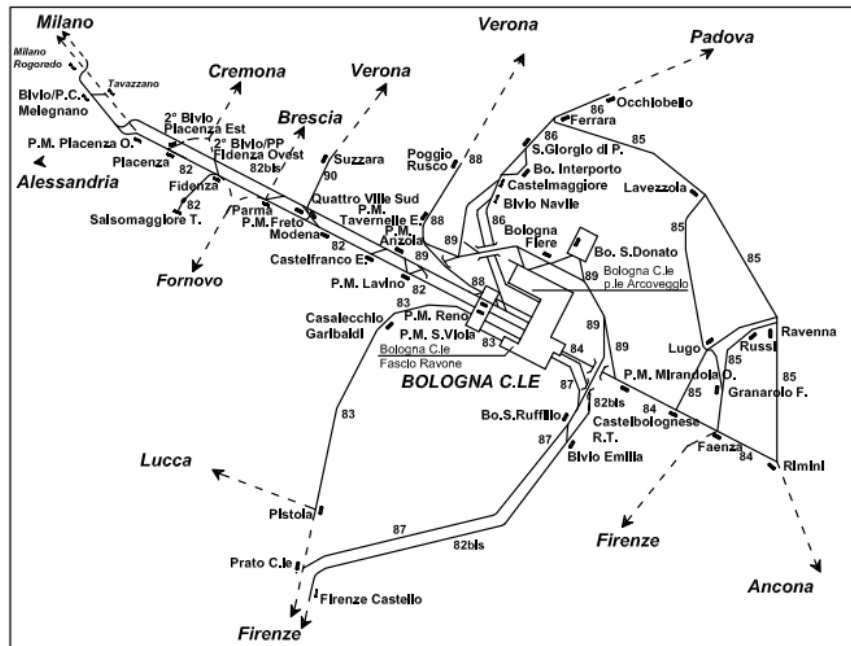 Milano
Verona
Padova
Milano
Rogoredo
Tavazzano
Cremona
Verona
Bivio/P.C.
Melegnano
2° Bivio
Piacenza Est
Brescia
86
Occhiobello
86
Ferrara
P.M. Piacenza O.
2° Bivio/PP
Fidenza Ovest
S.Giorgio di P.
85
Piacenza
82bis
Suzzara
Poggio
Rusco
88
Bo. Interporto
Alessandria
82
90
Castelmaggiore
Lavezzola
Fidenza
Quattro Ville Sud
Bivio Navile
82
Parma
P.M.
Tavernelle E.
88
86
Bologna
Fiere
85
Salsomaggiore T.
P.M. Freto
P.M.
Anzola
85
Modena
82
89
Bo. S.Donato
Fornovo
Castelfranco E.
89
89
Bologna C.le
p.le Arcoveggio
P.M. Lavino
82
88
83
P.M. Reno
Casalecchio
Garibaldi
P.M. S.Viola
89
Ravenna
83
Lugo
Russi
Bologna C.le
Fascio Ravone
84
89
85
BOLOGNA C.LE
P.M. Mirandola O.
85
87
82bis
85
Granarolo F.
83
Bo.S.Ruffillo
84
Castelbolognese
R.T.
87
Faenza
84
Lucca
Bivio Emilia
Rimini
Pistoia
87
82bis
Firenze
Prato C.le
Ancona
Firenze Castello
Firenze